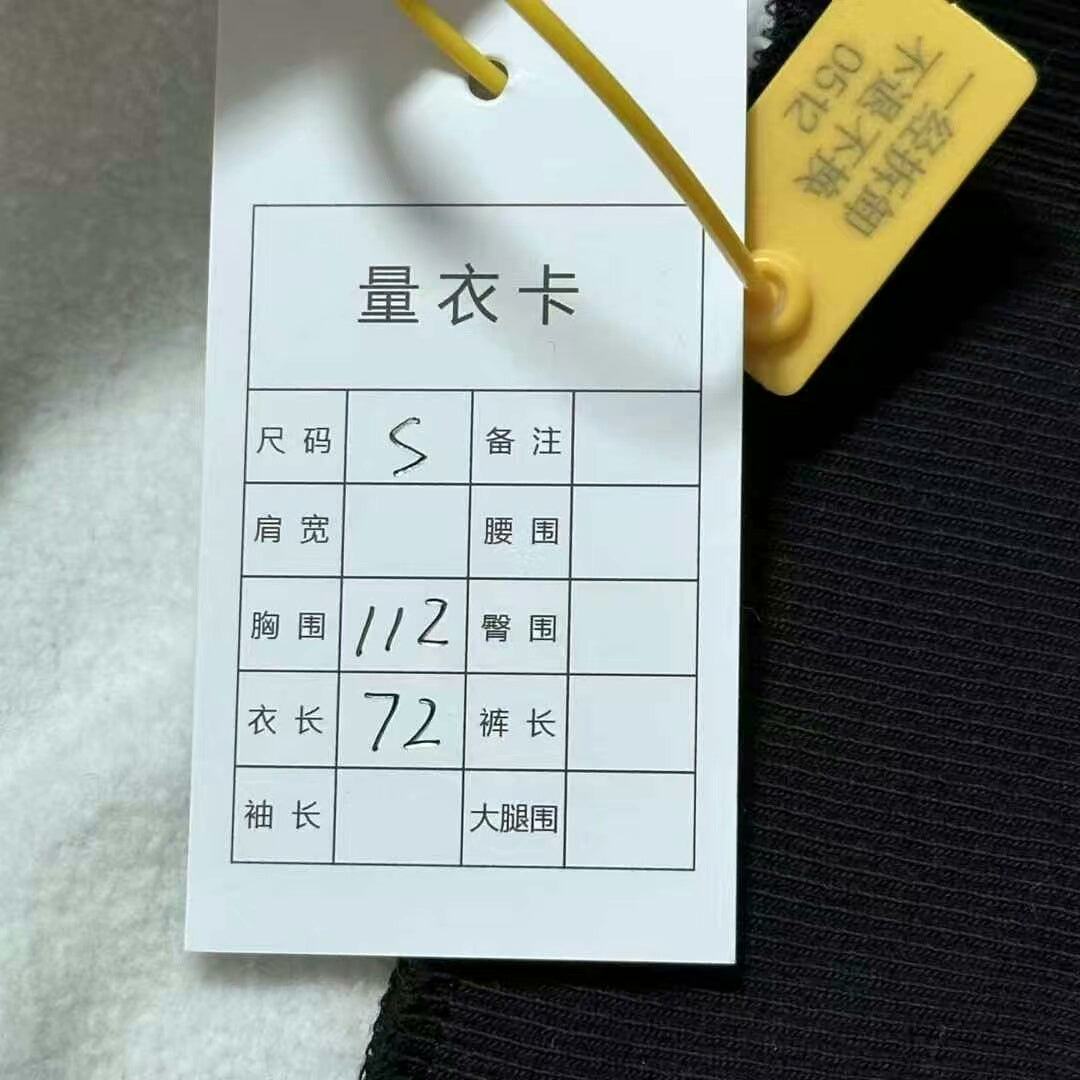 量衣卡
尺码 S 备注
肩宽 腰围
胸围 112 臀围
衣长 72 裤长
袖长 大腿围
一经拆卸
不退不换
0512